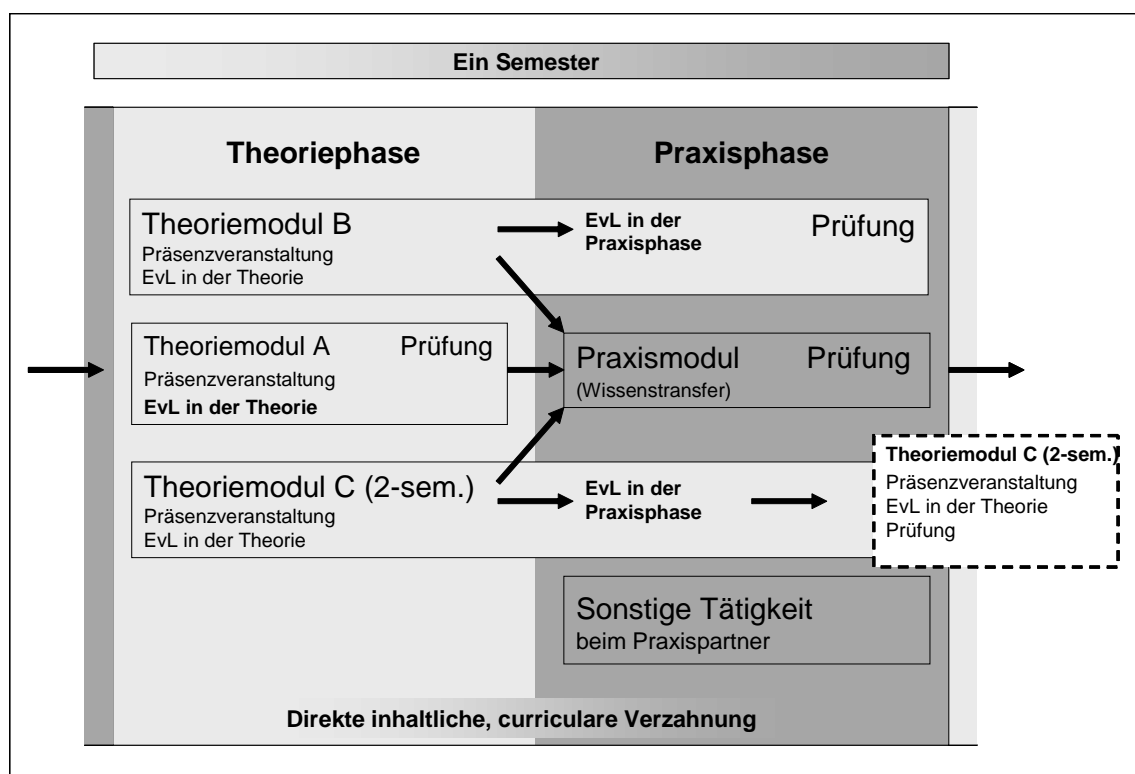 Ein Semester
Theoriephase
Praxisphase
Theoriemodul B
Präsenzveranstaltung
EvL in der Theorie
EvL in der
Praxisphase
Prüfung
Theoriemodul A
Prüfung
Präsenzveranstaltung
EvL in der Theorie
Praxismodul
Prüfung
(Wissenstransfer)
Theoriemodul C (2-sem.)
Präsenzveranstaltung
EvL in der Theorie
EvL in der
Praxisphase
Theoriemodul C (2-sem.)
Präsenzveranstaltung
EvL in der Theorie
Prüfung
Sonstige Tätigkeit
beim Praxispartner
Direkte inhaltliche, curriculare Verzahnung